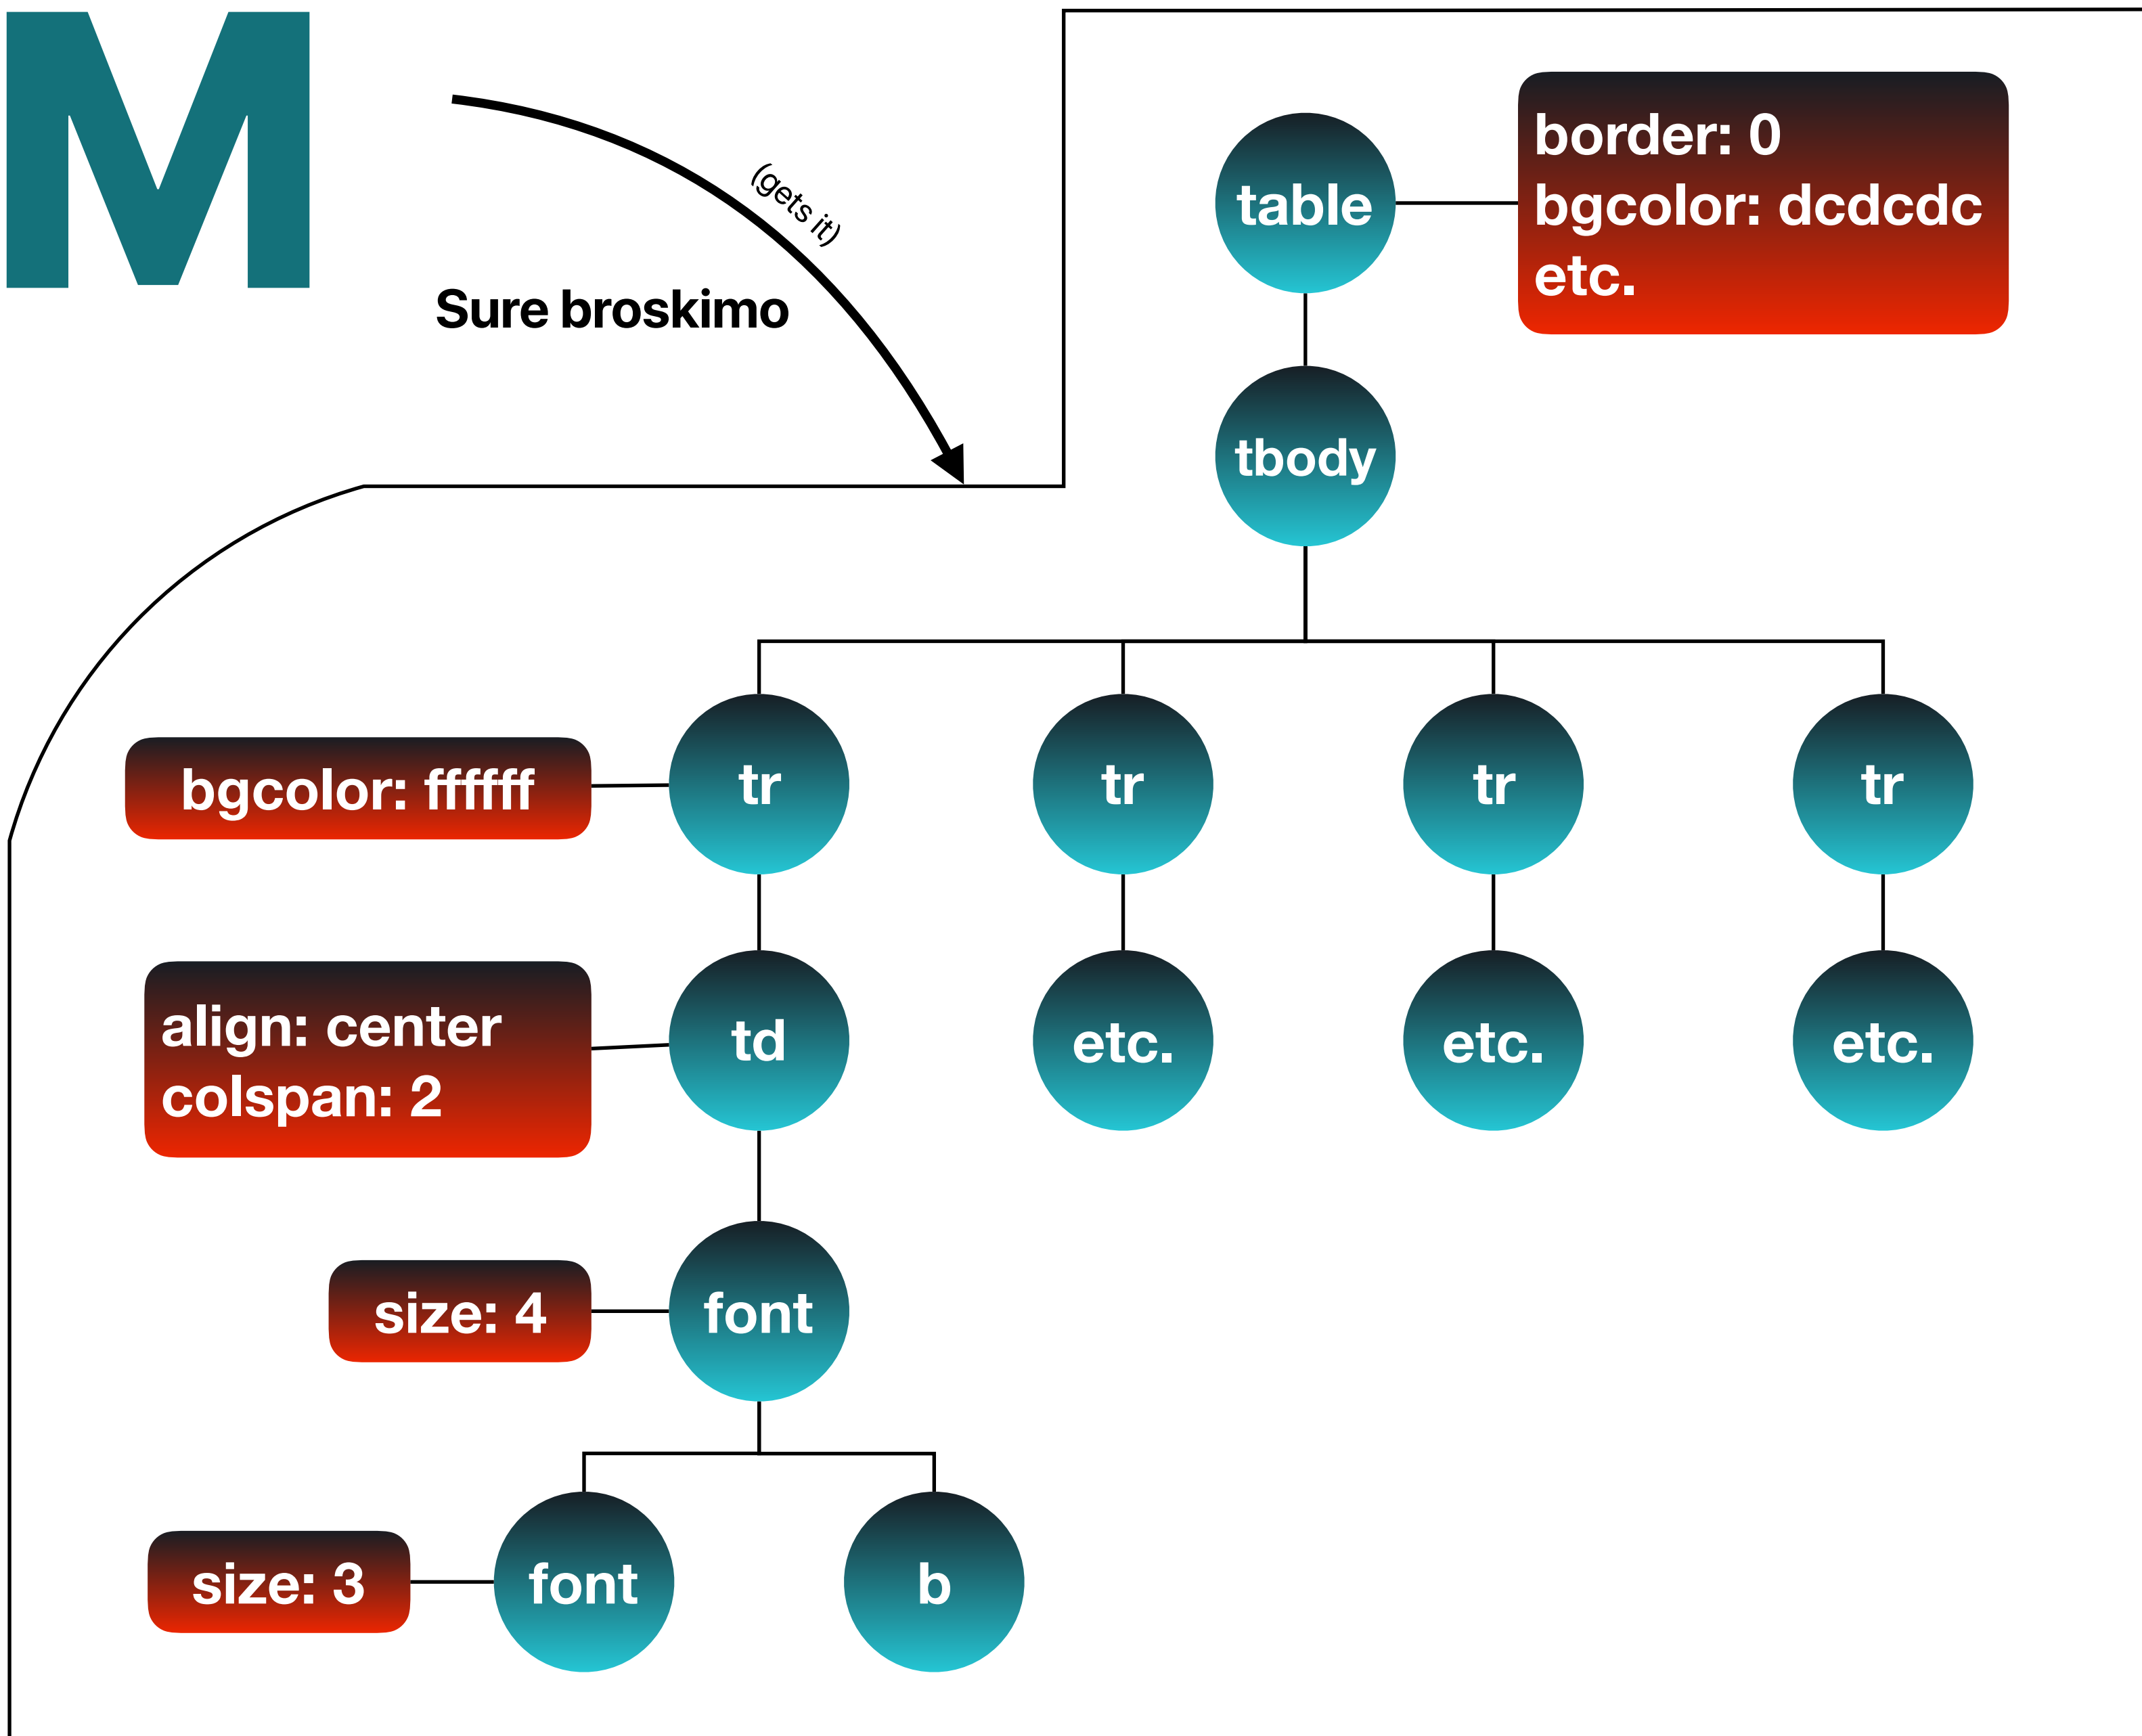 M
(gets it)
Sure broskimo
table
border: 0
bgcolor: dcdcdc
etc.
tbody
bgcolor: ffffff
tr
tr
tr
tr
align: center
colspan: 2
td
etc.
etc.
etc.
size: 4
font
size: 3
font
b